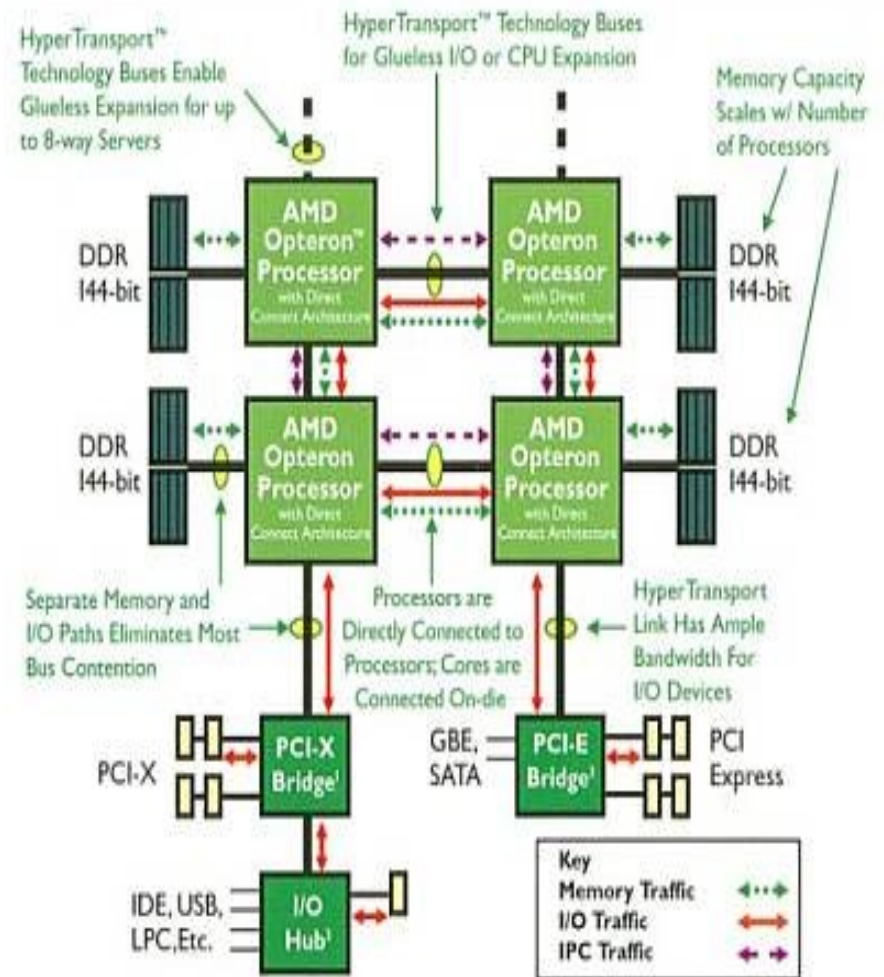 HyperTransport™
Technology Buses Enable
Glueless Expansion for up
to 8-way Servers
HyperTransport™ Technology Buses
for Glueless I/O or CPU Expansion
Memory Capacity
Scales w/ Number
of Processors
DDR
144-bit
AMD
Opteron™
Processor
with Direct
Connect Architecture
AMD
Opteron
Processor
with Direct
Connect Architecture
DDR
144-bit
DDR
144-bit
AMD
Opteron
Processor
with Direct
Connect Architecture
AMD
Opteron
Processor
with Direct
Connect Architecture
DDR
144-bit
Separate Memory and
I/O Paths Eliminates Most
Bus Contention
Processors are
Directly Connected to
Processors; Cores are
Connected On-die
HyperTransport
Link Has Ample
Bandwidth For
I/O Devices
PCI-X
PCI-X
Bridge¹
GBE,
SATA
PCI-E
Bridge¹
PCI
Express
IDE, USB,
LPC,Etc.
I/O
Hub¹
Key
Memory Traffic
I/O Traffic
IPC Traffic